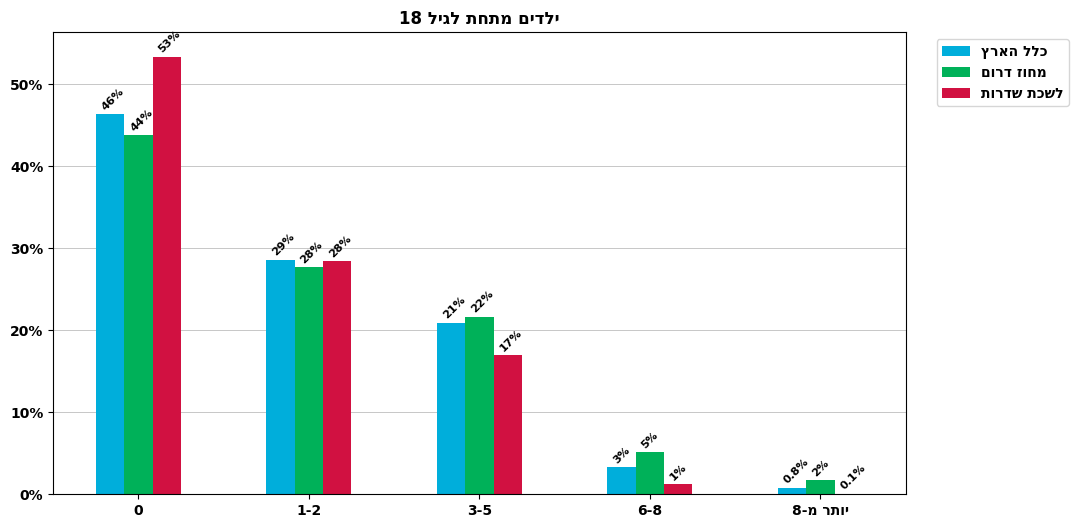 ילדים מתחת לגיל 18
כלל הארץ
מחוז דרום
לשכת שדרות
50%
40%
30%
20%
10%
0%
46% 44% 53%
29% 28% 28%
21% 22% 17%
3% 5% 1%
0.8% 2% 0.1%
0 1-2 3-5 6-8 יותר מ-8